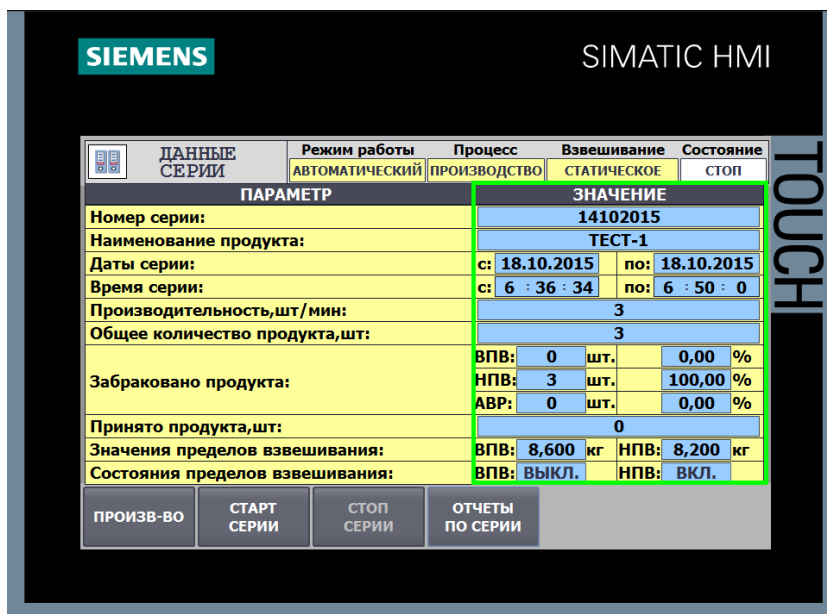 SIEMENS
SIMATIC HMI
TOUCH
ДАННЫЕ СЕРИИ
Режим работы Процесс Взвешивание Состояние
АВТОМАТИЧЕСКИЙ ПРОИЗВОДСТВО СТАТИЧЕСКОЕ СТОП
ПАРАМЕТР ЗНАЧЕНИЕ
Номер серии: 14102015
Наименование продукта: ТЕСТ-1
Даты серии: с: 18.10.2015 по: 18.10.2015
Время серии: с: 6 : 36 : 34 по: 6 : 50 : 0
Производительность,шт/мин: 3
Общее количество продукта,шт: 3
Забраковано продукта:
ВПВ: 0 шт. 0,00 %
НПВ: 3 шт. 100,00 %
АВР: 0 шт. 0,00 %
Принято продукта,шт: 0
Значения пределов взвешивания: ВПВ: 8,600 кг НПВ: 8,200 кг
Состояния пределов взвешивания: ВПВ: ВЫКЛ. НПВ: ВКЛ.
ПРОИЗВ-ВО
СТАРТ СЕРИИ
СТОП СЕРИИ
ОТЧЕТЫ ПО СЕРИИ